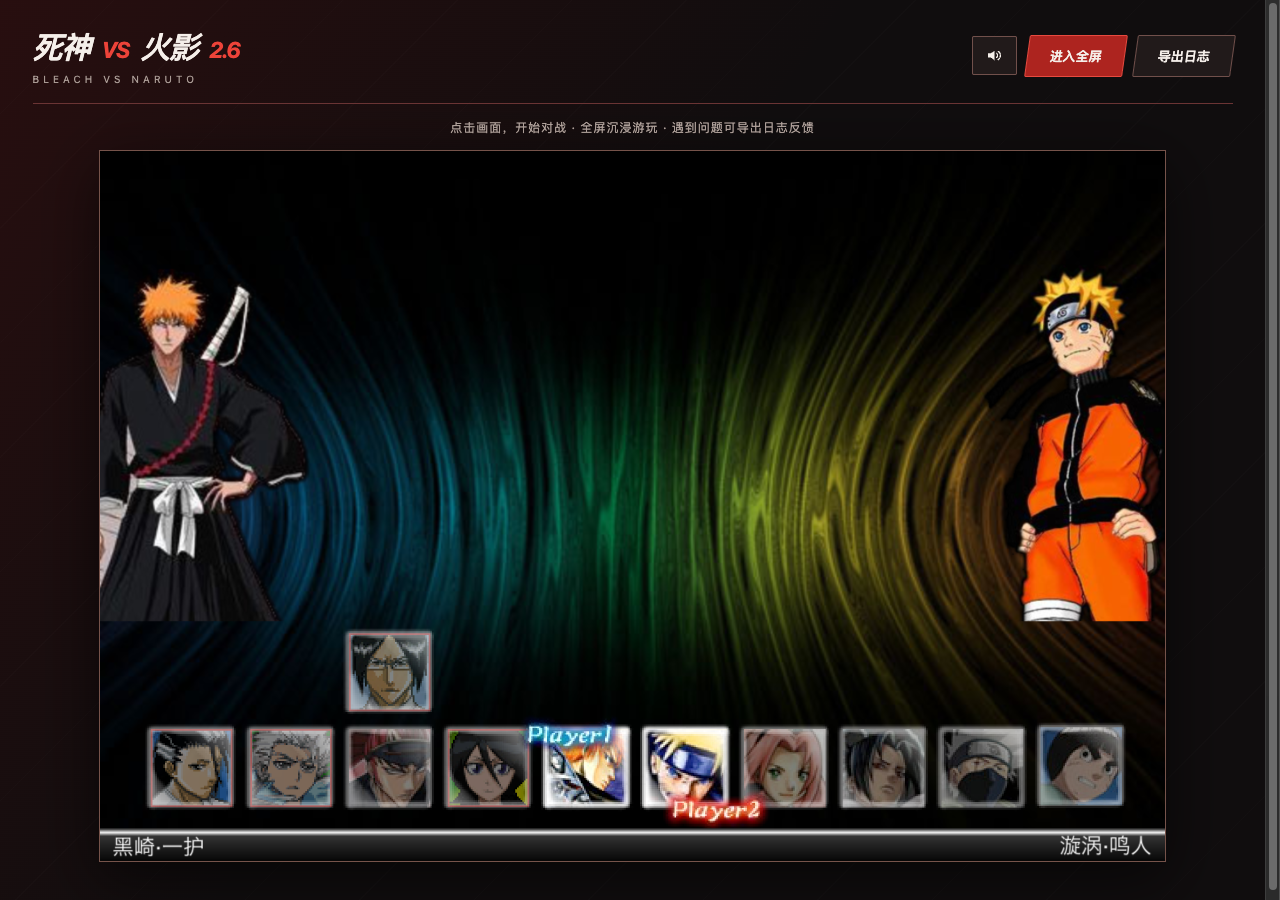 死神 VS 火影 2.6
BLEACH VS NARUTO
进入全屏
导出日志
点击画面，开始对战 · 全屏沉浸游玩 · 遇到问题可导出日志反馈
Player1
Player2
黑崎·一护
漩涡·鸣人